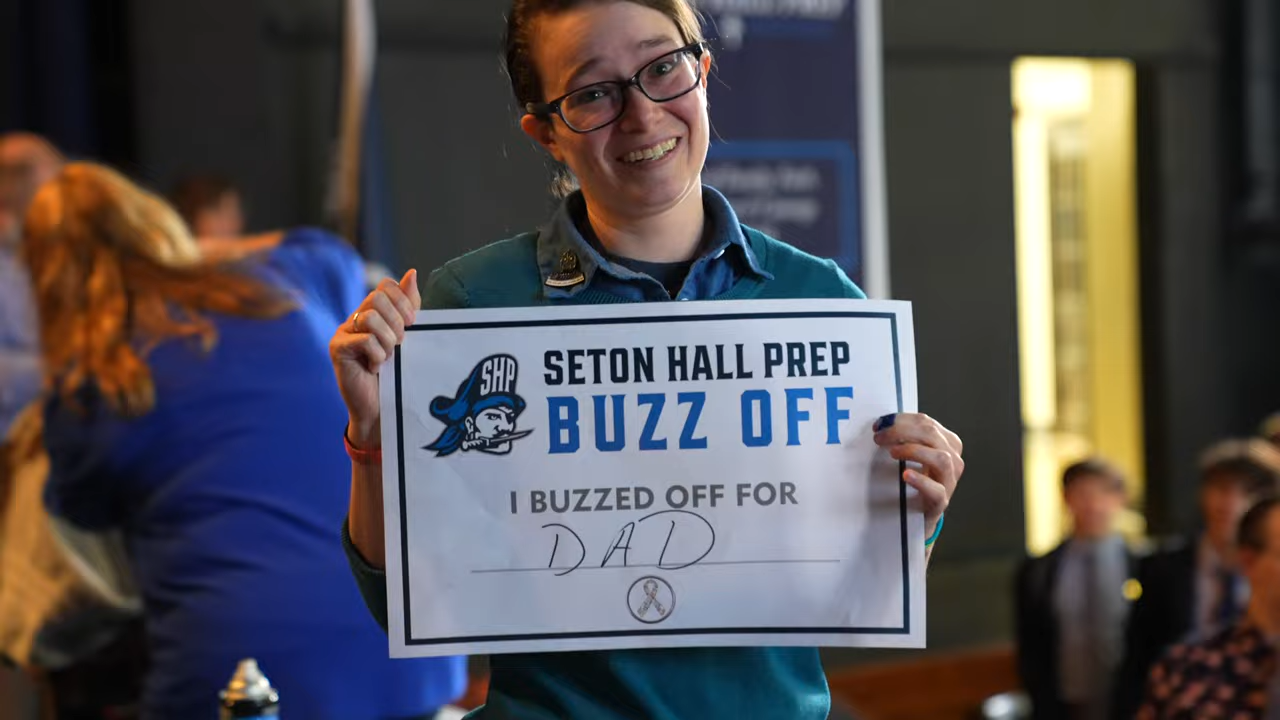 SHP
SETON HALL PREP
BUZZ OFF
I BUZZED OFF FOR
DAD